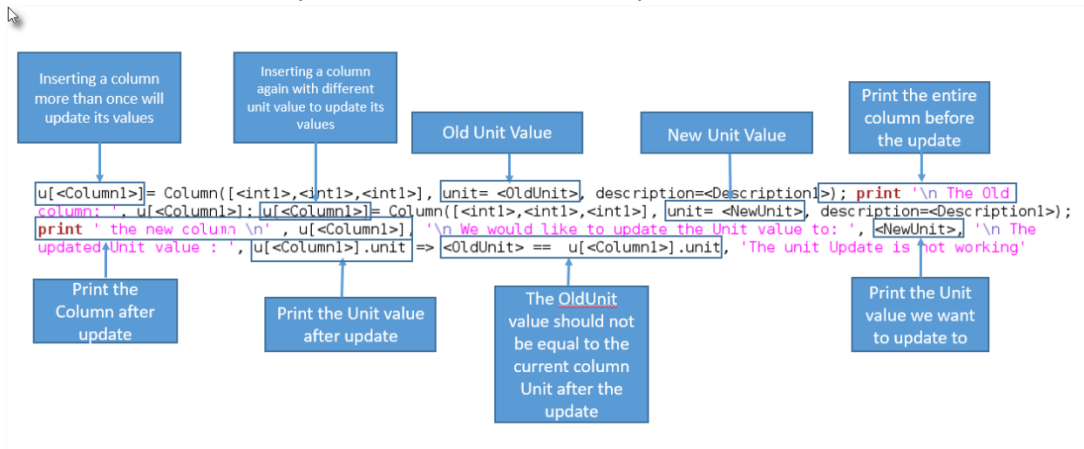 Inserting a column
more than once will
update its values
Inserting a column
again with different
unit value to update its
values
Old Unit Value
New Unit Value
Print the entire
column before
the update
u[<Column1>]= Column([<int1>,<int1>,<int1>], unit= <OldUnit>, description=<Description1>); print '\n The Old
column: ', u[<Column1>]; u[<Column1>]= Column([<int1>,<int1>,<int1>], unit= <NewUnit>, description=<Description1>);
print ' the new column \n' , u[<Column1>], '\n We would like to update the Unit value to: ', <NewUnit>, '\n The
updated Unit value : ', u[<Column1>].unit => <OldUnit> == u[<Column1>].unit, 'The unit Update is not working'
Print the
Column after
update
Print the Unit value
after update
The OldUnit
value should not
be equal to the
current column
Unit after the
update
Print the Unit
value we want
to update to